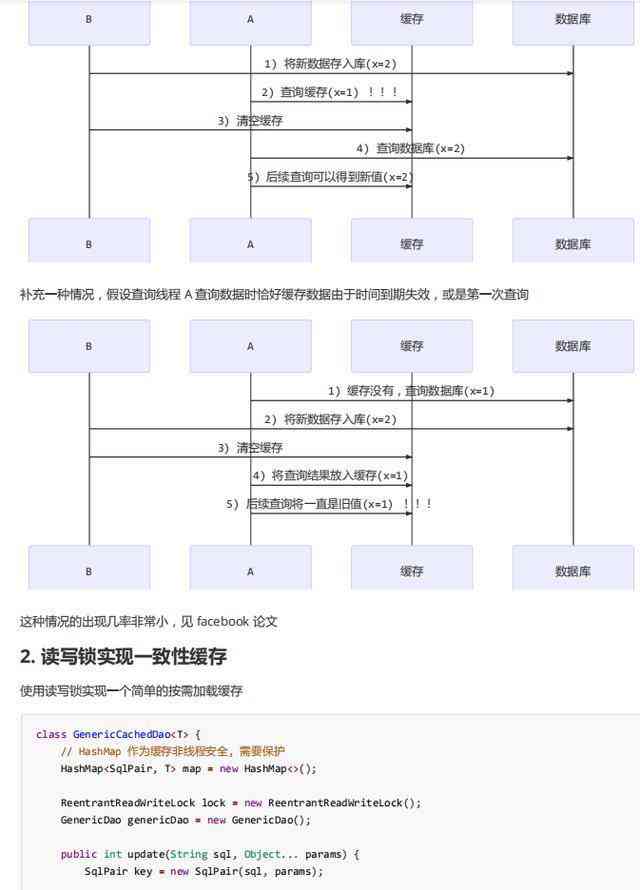 B A 缓存 数据库
1) 将新数据存入库(x=2)
2) 查询缓存(x=1) ！！！
3) 清空缓存
4) 查询数据库(x=2)
5) 后续查询可以得到新值(x=2)
B A 缓存 数据库
补充一种情况，假设查询线程 A 查询数据时恰好缓存数据由于时间到期失效，或是第一次查询
B A 缓存 数据库
1) 缓存没有，查询数据库(x=1)
2) 将新数据存入库(x=2)
3) 清空缓存
4) 将查询结果放入缓存(x=1)
5) 后续查询将一直是旧值(x=1) ！！！
B A 缓存 数据库
这种情况的出现几率非常小，见 facebook 论文
2. 读写锁实现一致性缓存
使用读写锁实现一个简单的按需加载缓存
class GenericCachedDao<T> {
// HashMap 作为缓存非线程安全, 需要保护
HashMap<SqlPair, T> map = new HashMap<>();
ReentrantReadWriteLock lock = new ReentrantReadWriteLock();
GenericDao genericDao = new GenericDao();
public int update(String sql, Object... params) {
SqlPair key = new SqlPair(sql, params);